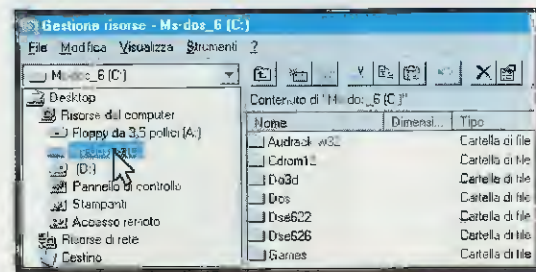 Gestione risorse - Ms-dos_6 (C:)
File Modifica Visualizza Strumenti ?
Ms-dos_6 (C:)
Desktop
Risorse del computer
Floppy da 3,5 pollici (A:)
(D:)
Pannello di controllo
Stampanti
Accesso remoto
Risorse di rete
Cestino
Contenuto di "Ms-dos_6 (C:)"
Nome Dimensi... Tipo
Audrack w32 Cartella di file
Cdrom12 Cartella di file
Do3d Cartella di file
Dos Cartella di file
Dse622 Cartella di file
Dse626 Cartella di file
Games Cartella di file